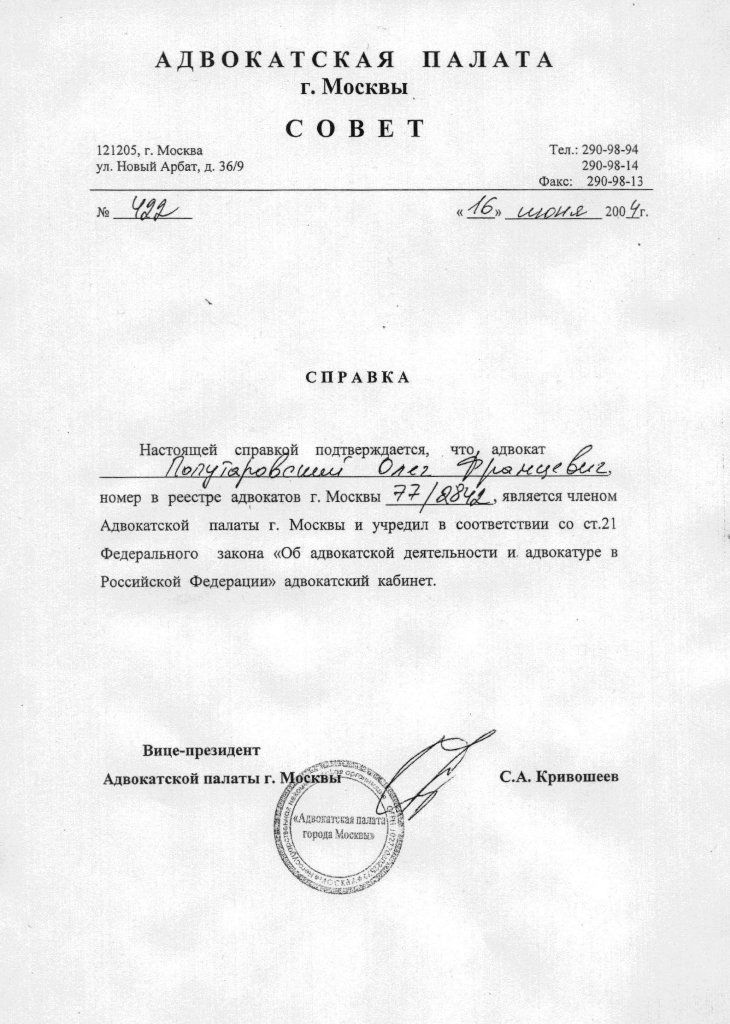 АДВОКАТСКАЯ ПАЛАТА
г. Москвы
СОВЕТ
121205, г. Москва
ул. Новый Арбат, д. 36/9
Тел.: 290-98-94
290-98-14
Факс: 290-98-13
№ 422
«16» июня 2004г.
СПРАВКА
Настоящей справкой подтверждается, что адвокат
Полутаровский Олег Францевич,
номер в реестре адвокатов г. Москвы 77/2842, является членом
Адвокатской палаты г. Москвы и учредил в соответствии со ст.21
Федерального закона «Об адвокатской деятельности и адвокатуре в
Российской Федерации» адвокатский кабинет.
Вице-президент
Адвокатской палаты г. Москвы
С.А. Кривошеев
«Адвокатская палата
города Москвы»
МОСКВА